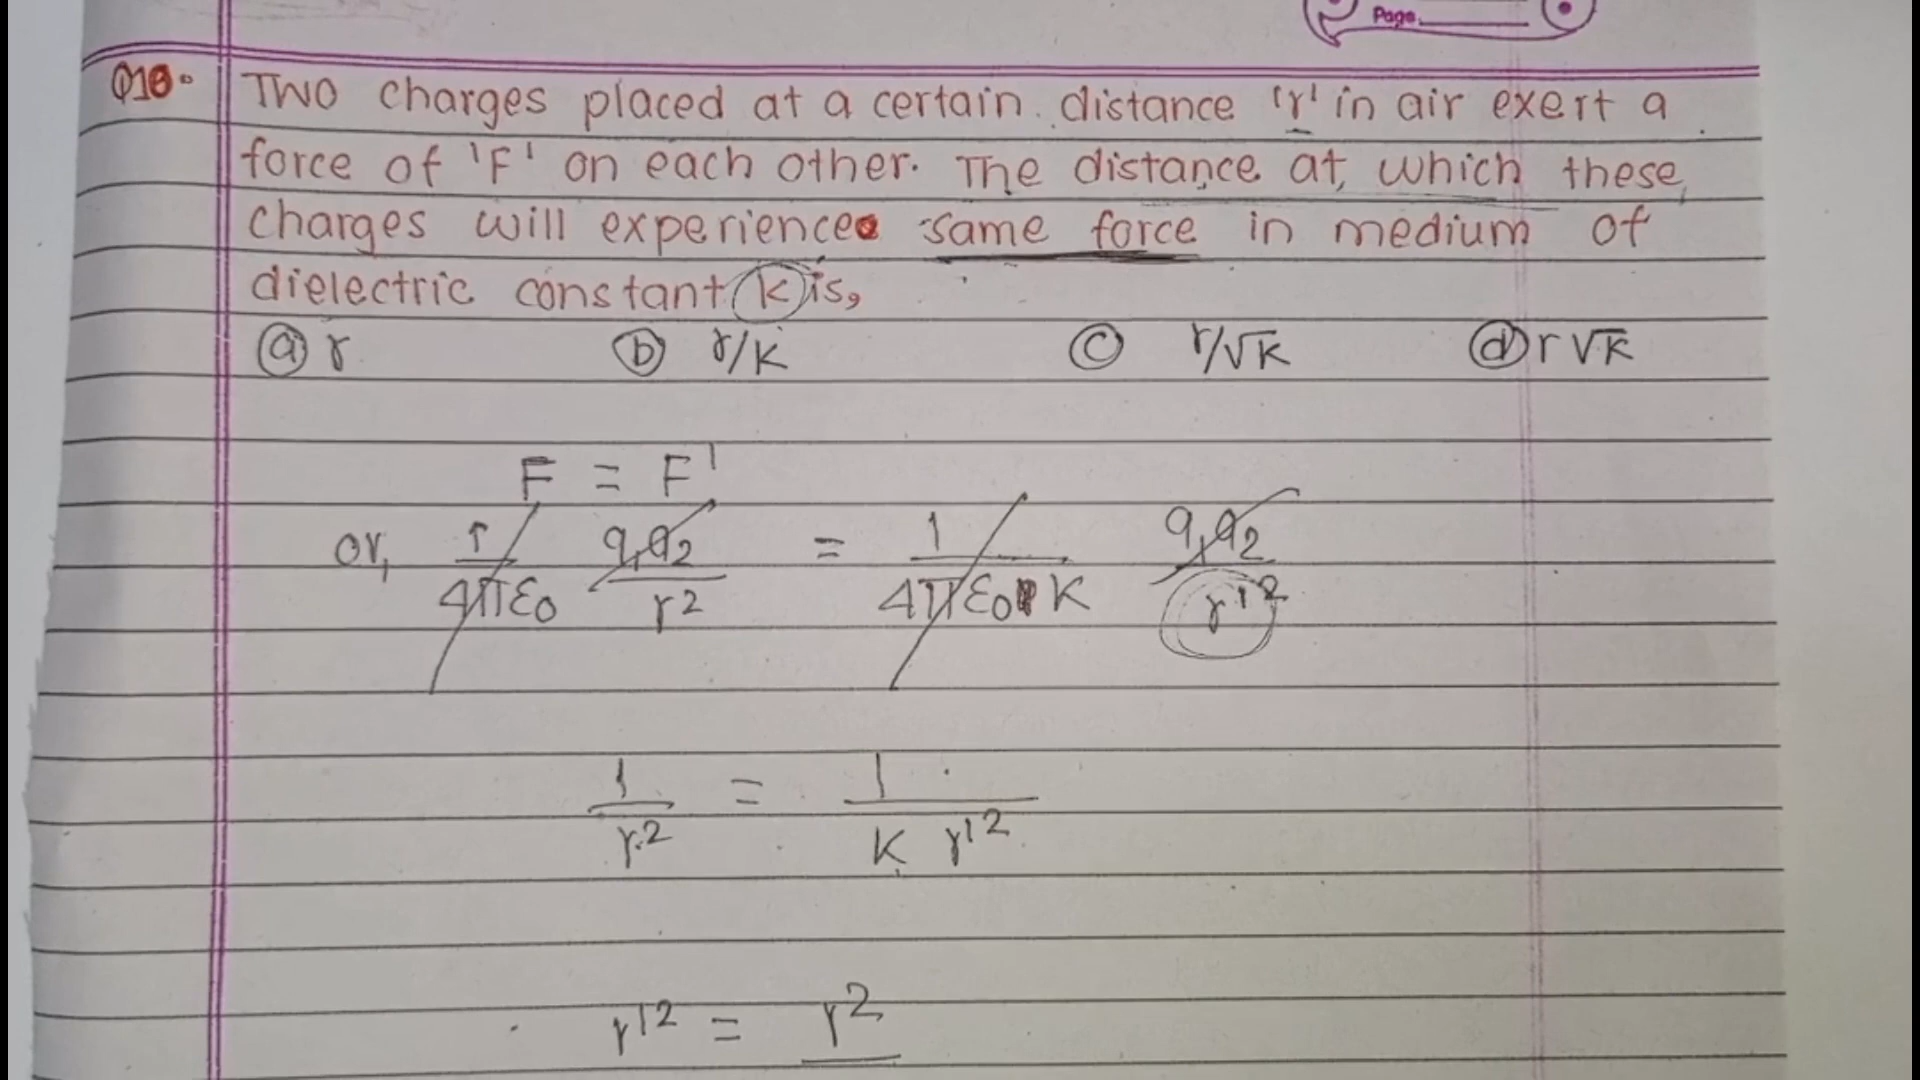 Page.
Q18. Two charges placed at a certain distance 'r' in air exert a
force of 'F' on each other. The distance at which these
charges will experience same force in medium of
dielectric constant K is,
(a) r (b) r/K (c) r/√K (d) r√K
F = F'
or, 1/4πε₀ q₁q₂/r² = 1/4πε₀K q₁q₂/r'²
1/r² = 1/K r'²
r'² = r²